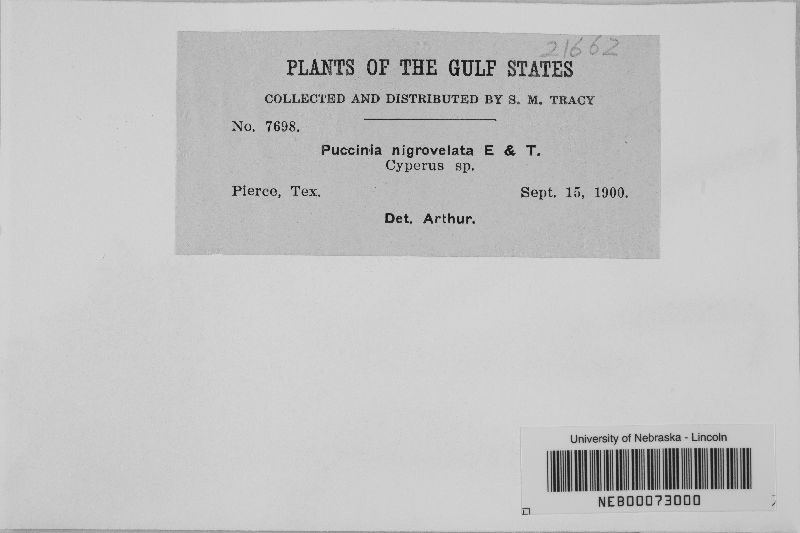 21662
PLANTS OF THE GULF STATES
COLLECTED AND DISTRIBUTED BY S. M. TRACY
No. 7698.
Puccinia nigrovelata E & T.
Cyperus sp.
Pierce, Tex. Sept. 15, 1900.
Det. Arthur.
University of Nebraska - Lincoln
NEB00073000